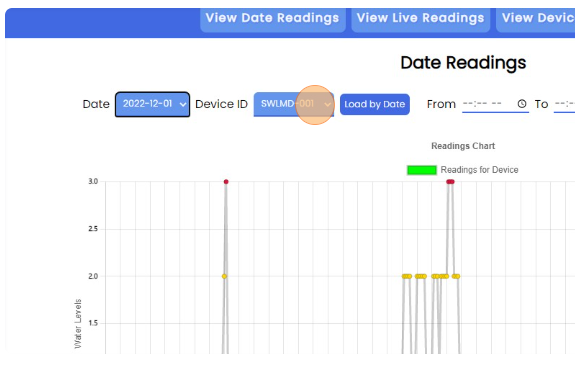 View Date Readings View Live Readings View Devic
Date Readings
Date 2022-12-01 Device ID SWLMD-001 Load by Date From --:-- -- To --:--
Readings Chart
Readings for Device
3.0
2.5
2.0
1.5
Water Levels